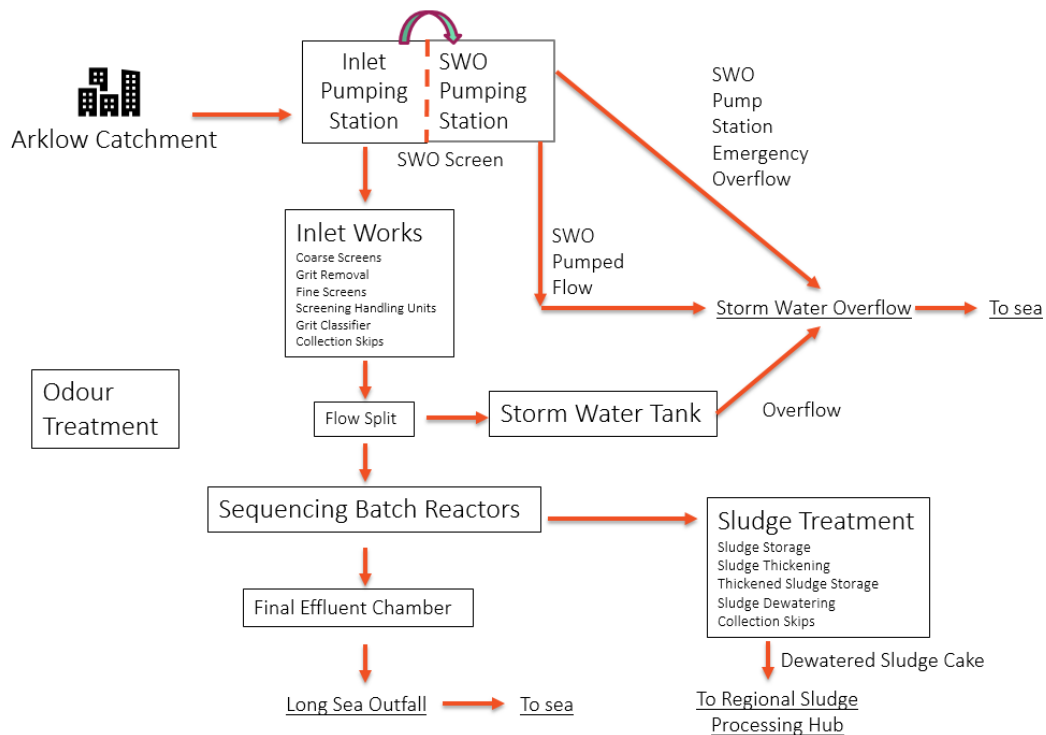 Arklow Catchment
Inlet
Pumping
Station
SWO
Pumping
Station
SWO Screen
SWO
Pump
Station
Emergency
Overflow
Inlet Works
Coarse Screens
Grit Removal
Fine Screens
Screening Handling Units
Grit Classifier
Collection Skips
SWO
Pumped
Flow
Storm Water Overflow
To sea
Odour
Treatment
Flow Split
Storm Water Tank
Overflow
Sequencing Batch Reactors
Sludge Treatment
Sludge Storage
Sludge Thickening
Thickened Sludge Storage
Sludge Dewatering
Collection Skips
Final Effluent Chamber
Dewatered Sludge Cake
Long Sea Outfall
To sea
To Regional Sludge
Processing Hub